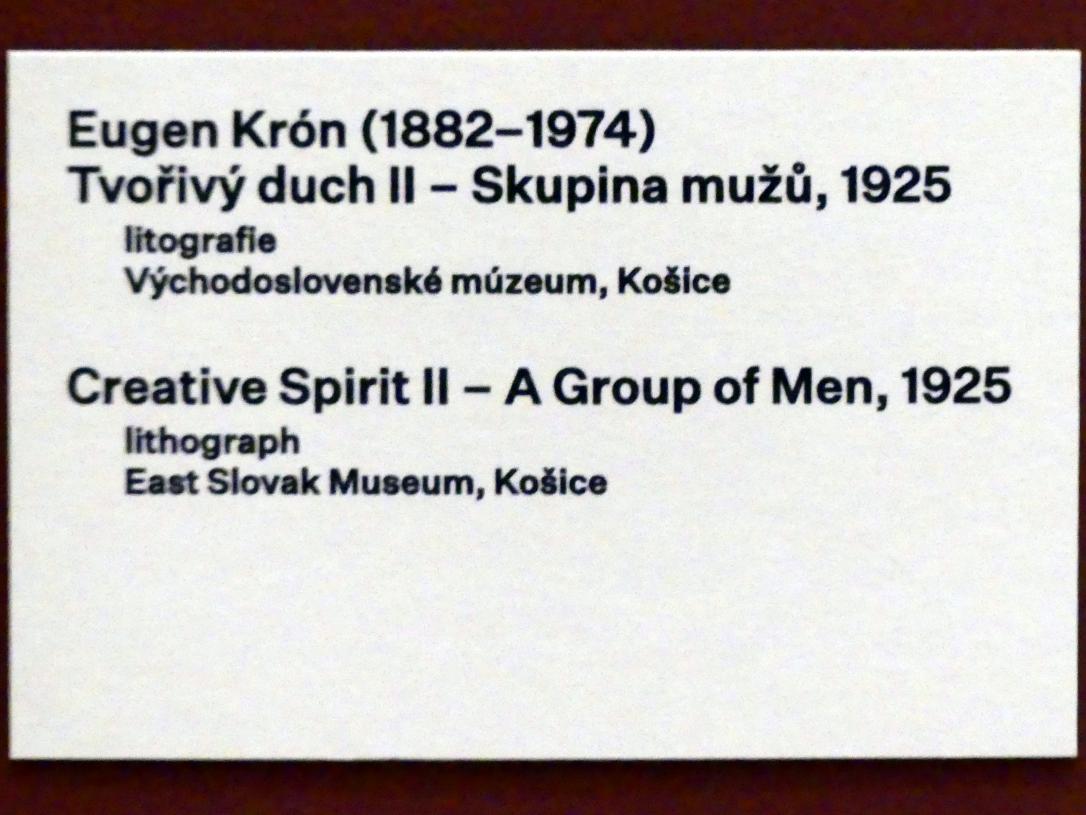 Eugen Krón (1882–1974)
Tvořivý duch II – Skupina mužů, 1925
litografie
Východoslovenské múzeum, Košice
Creative Spirit II – A Group of Men, 1925
lithograph
East Slovak Museum, Košice